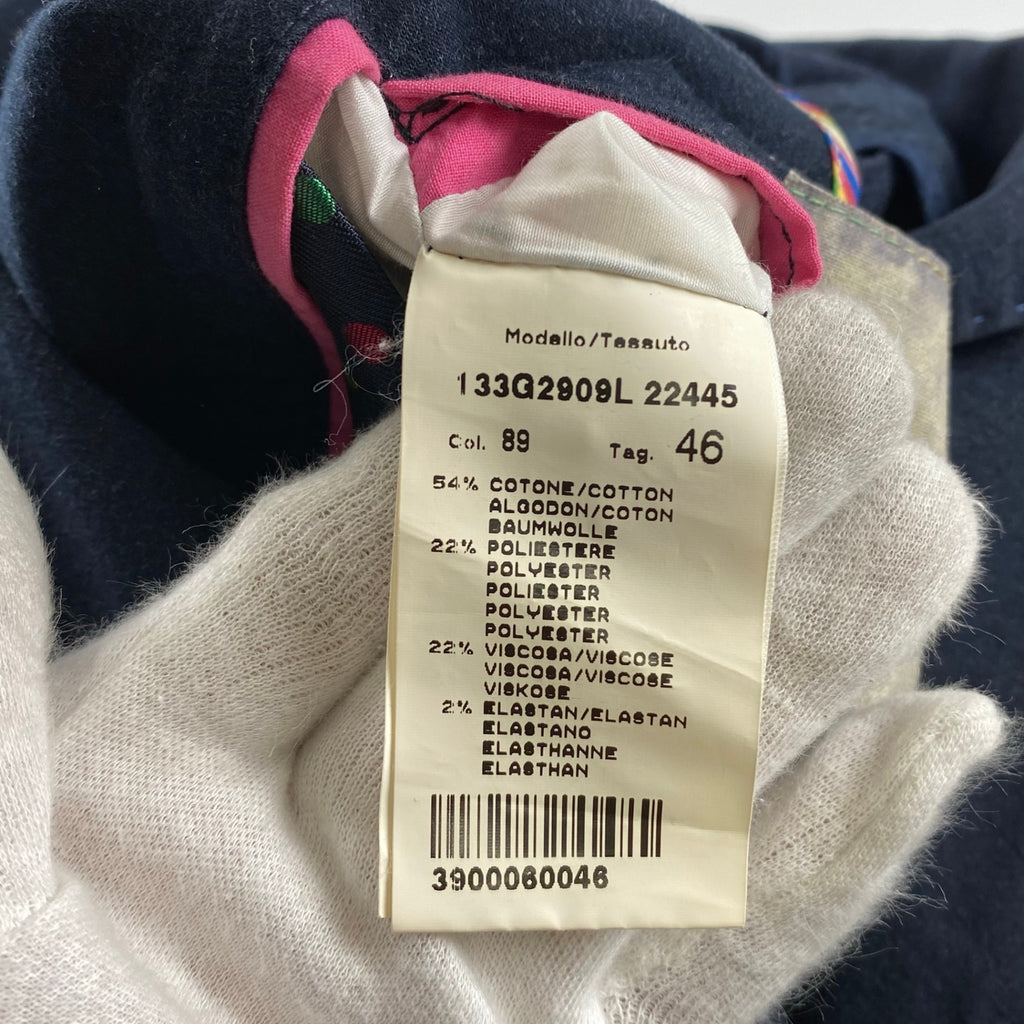 Modello/Tessuto
133G2909L 22445
Col. 89 Tag. 46
54% COTONE/COTTON
ALGODON/COTON
BAUMWOLLE
22% POLIESTERE
POLYESTER
POLIESTER
POLYESTER
POLYESTER
22% VISCOSA/VISCOSE
VISCOSA/VISCOSE
VISKOSE
2% ELASTAN/ELASTAN
ELASTANO
ELASTHANNE
ELASTHAN
3900060046